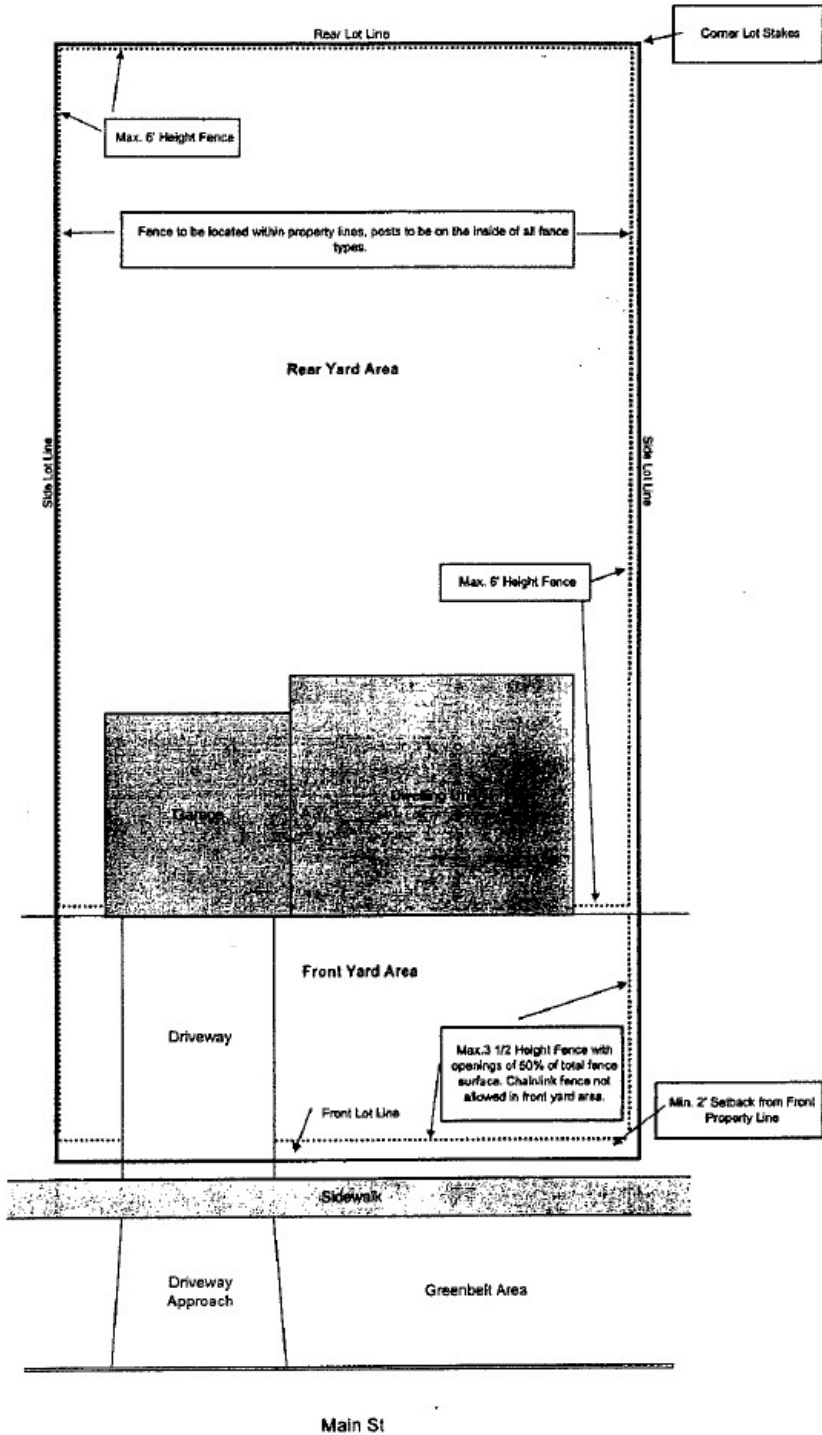 Rear Lot Line
Corner Lot Stakes
Max. 6' Height Fence
Fence to be located within property lines, posts to be on the inside of all fence
types.
Rear Yard Area
Side Lot Line
Side Lot Line
Max. 6' Height Fence
Garage
Front Yard Area
Driveway
Max.3 1/2 Height Fence with
openings of 50% of total fence
surface. Chainlink fence not
allowed in front yard area.
Min. 2' Setback from Front
Property Line
Front Lot Line
Sidewalk
Driveway
Approach
Greenbelt Area
Main St